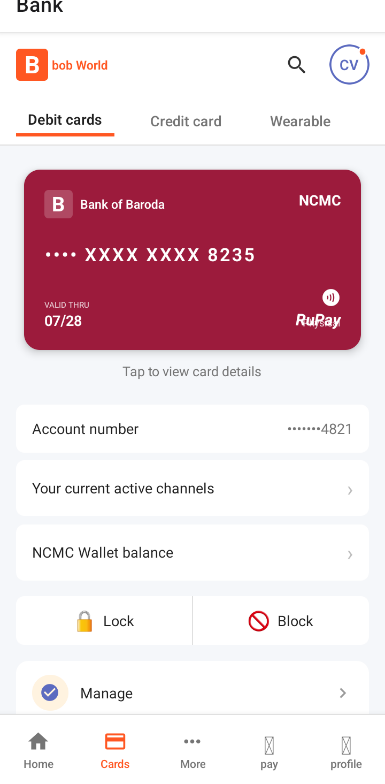 Bank
B bob World
CV
Debit cards Credit card Wearable
B Bank of Baroda NCMC
•••• XXXX XXXX 8235
VALID THRU
07/28
RuPay
Physical
Tap to view card details
Account number •••••••4821
Your current active channels ›
NCMC Wallet balance ›
Lock Block
Manage ›
Home Cards More pay profile